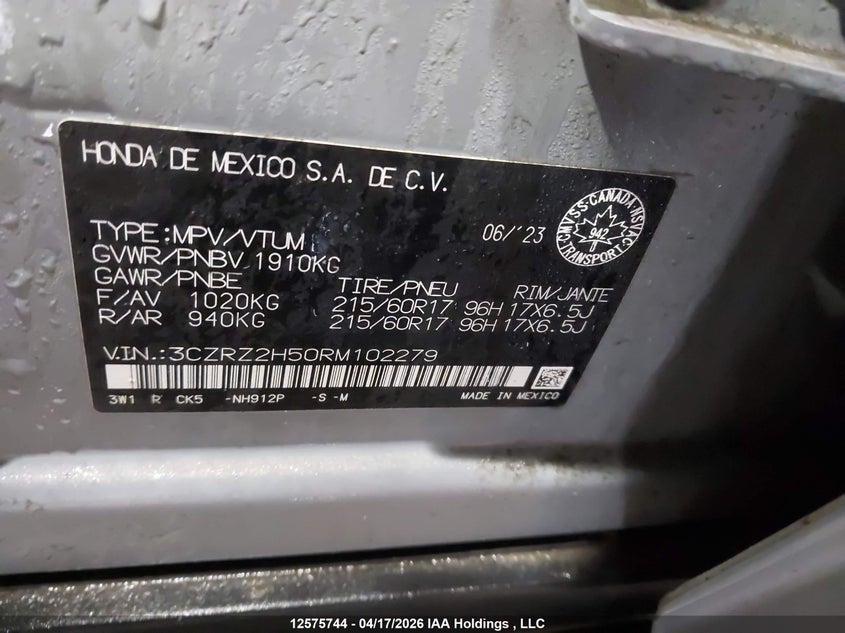 HONDA DE MEXICO S.A. DE C.V.
TYPE:MPV/VTUM
06/'23
GVWR/PNBV 1910KG
GAWR/PNBE TIRE/PNEU RIM/JANTE
F/AV 1020KG 215/60R17 96H 17X6.5J
R/AR 940KG 215/60R17 96H 17X6.5J
V.I.N.:3CZRZ2H50RM102279
3W1 R CK5 -NH912P -S -M MADE IN MEXICO
CANADA
TRANSPORT
942
12575744 - 04/17/2026 IAA Holdings , LLC